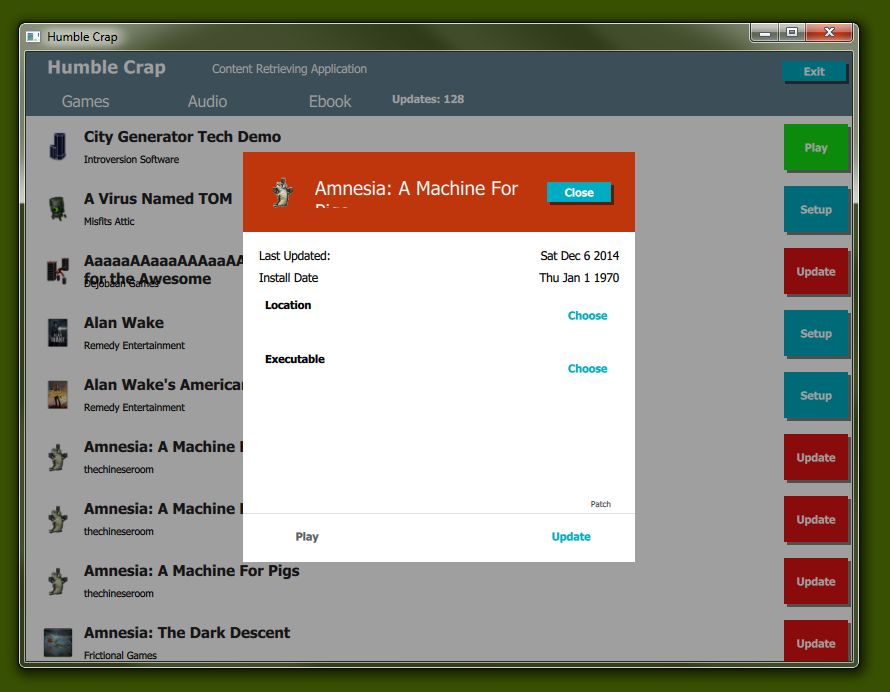 Humble Crap
Humble Crap
Content Retrieving Application
Exit
Games
Audio
Ebook
Updates: 128
City Generator Tech Demo
Introversion Software
Play
A Virus Named TOM
Misfits Attic
Setup
AaaaaAAaaaAAAaaAA
for the Awesome
Dejobaan Games
Update
Alan Wake
Remedy Entertainment
Setup
Alan Wake's American
Remedy Entertainment
Setup
Amnesia: A Machine
thechineseroom
Update
Amnesia: A Machine
thechineseroom
Update
Amnesia: A Machine For Pigs
thechineseroom
Update
Amnesia: The Dark Descent
Frictional Games
Update
Amnesia: A Machine For
Pigs
Close
Last Updated:
Sat Dec 6 2014
Install Date
Thu Jan 1 1970
Location
Choose
Executable
Choose
Patch
Play
Update